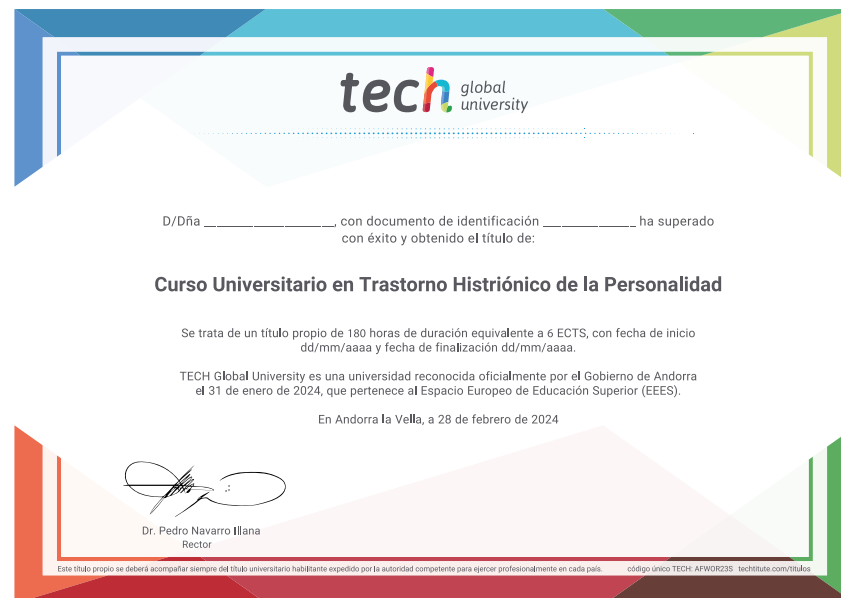 tech global university
D/Dña ____________________, con documento de identificación ______________ ha superado
con éxito y obtenido el título de:
Curso Universitario en Trastorno Histriónico de la Personalidad
Se trata de un título propio de 180 horas de duración equivalente a 6 ECTS, con fecha de inicio
dd/mm/aaaa y fecha de finalización dd/mm/aaaa.
TECH Global University es una universidad reconocida oficialmente por el Gobierno de Andorra
el 31 de enero de 2024, que pertenece al Espacio Europeo de Educación Superior (EEES).
En Andorra la Vella, a 28 de febrero de 2024
Dr. Pedro Navarro Illana
Rector
Este título propio se deberá acompañar siempre del título universitario habilitante expedido por la autoridad competente para ejercer profesionalmente en cada país. código único TECH: AFWOR23S techtitute.com/titulos